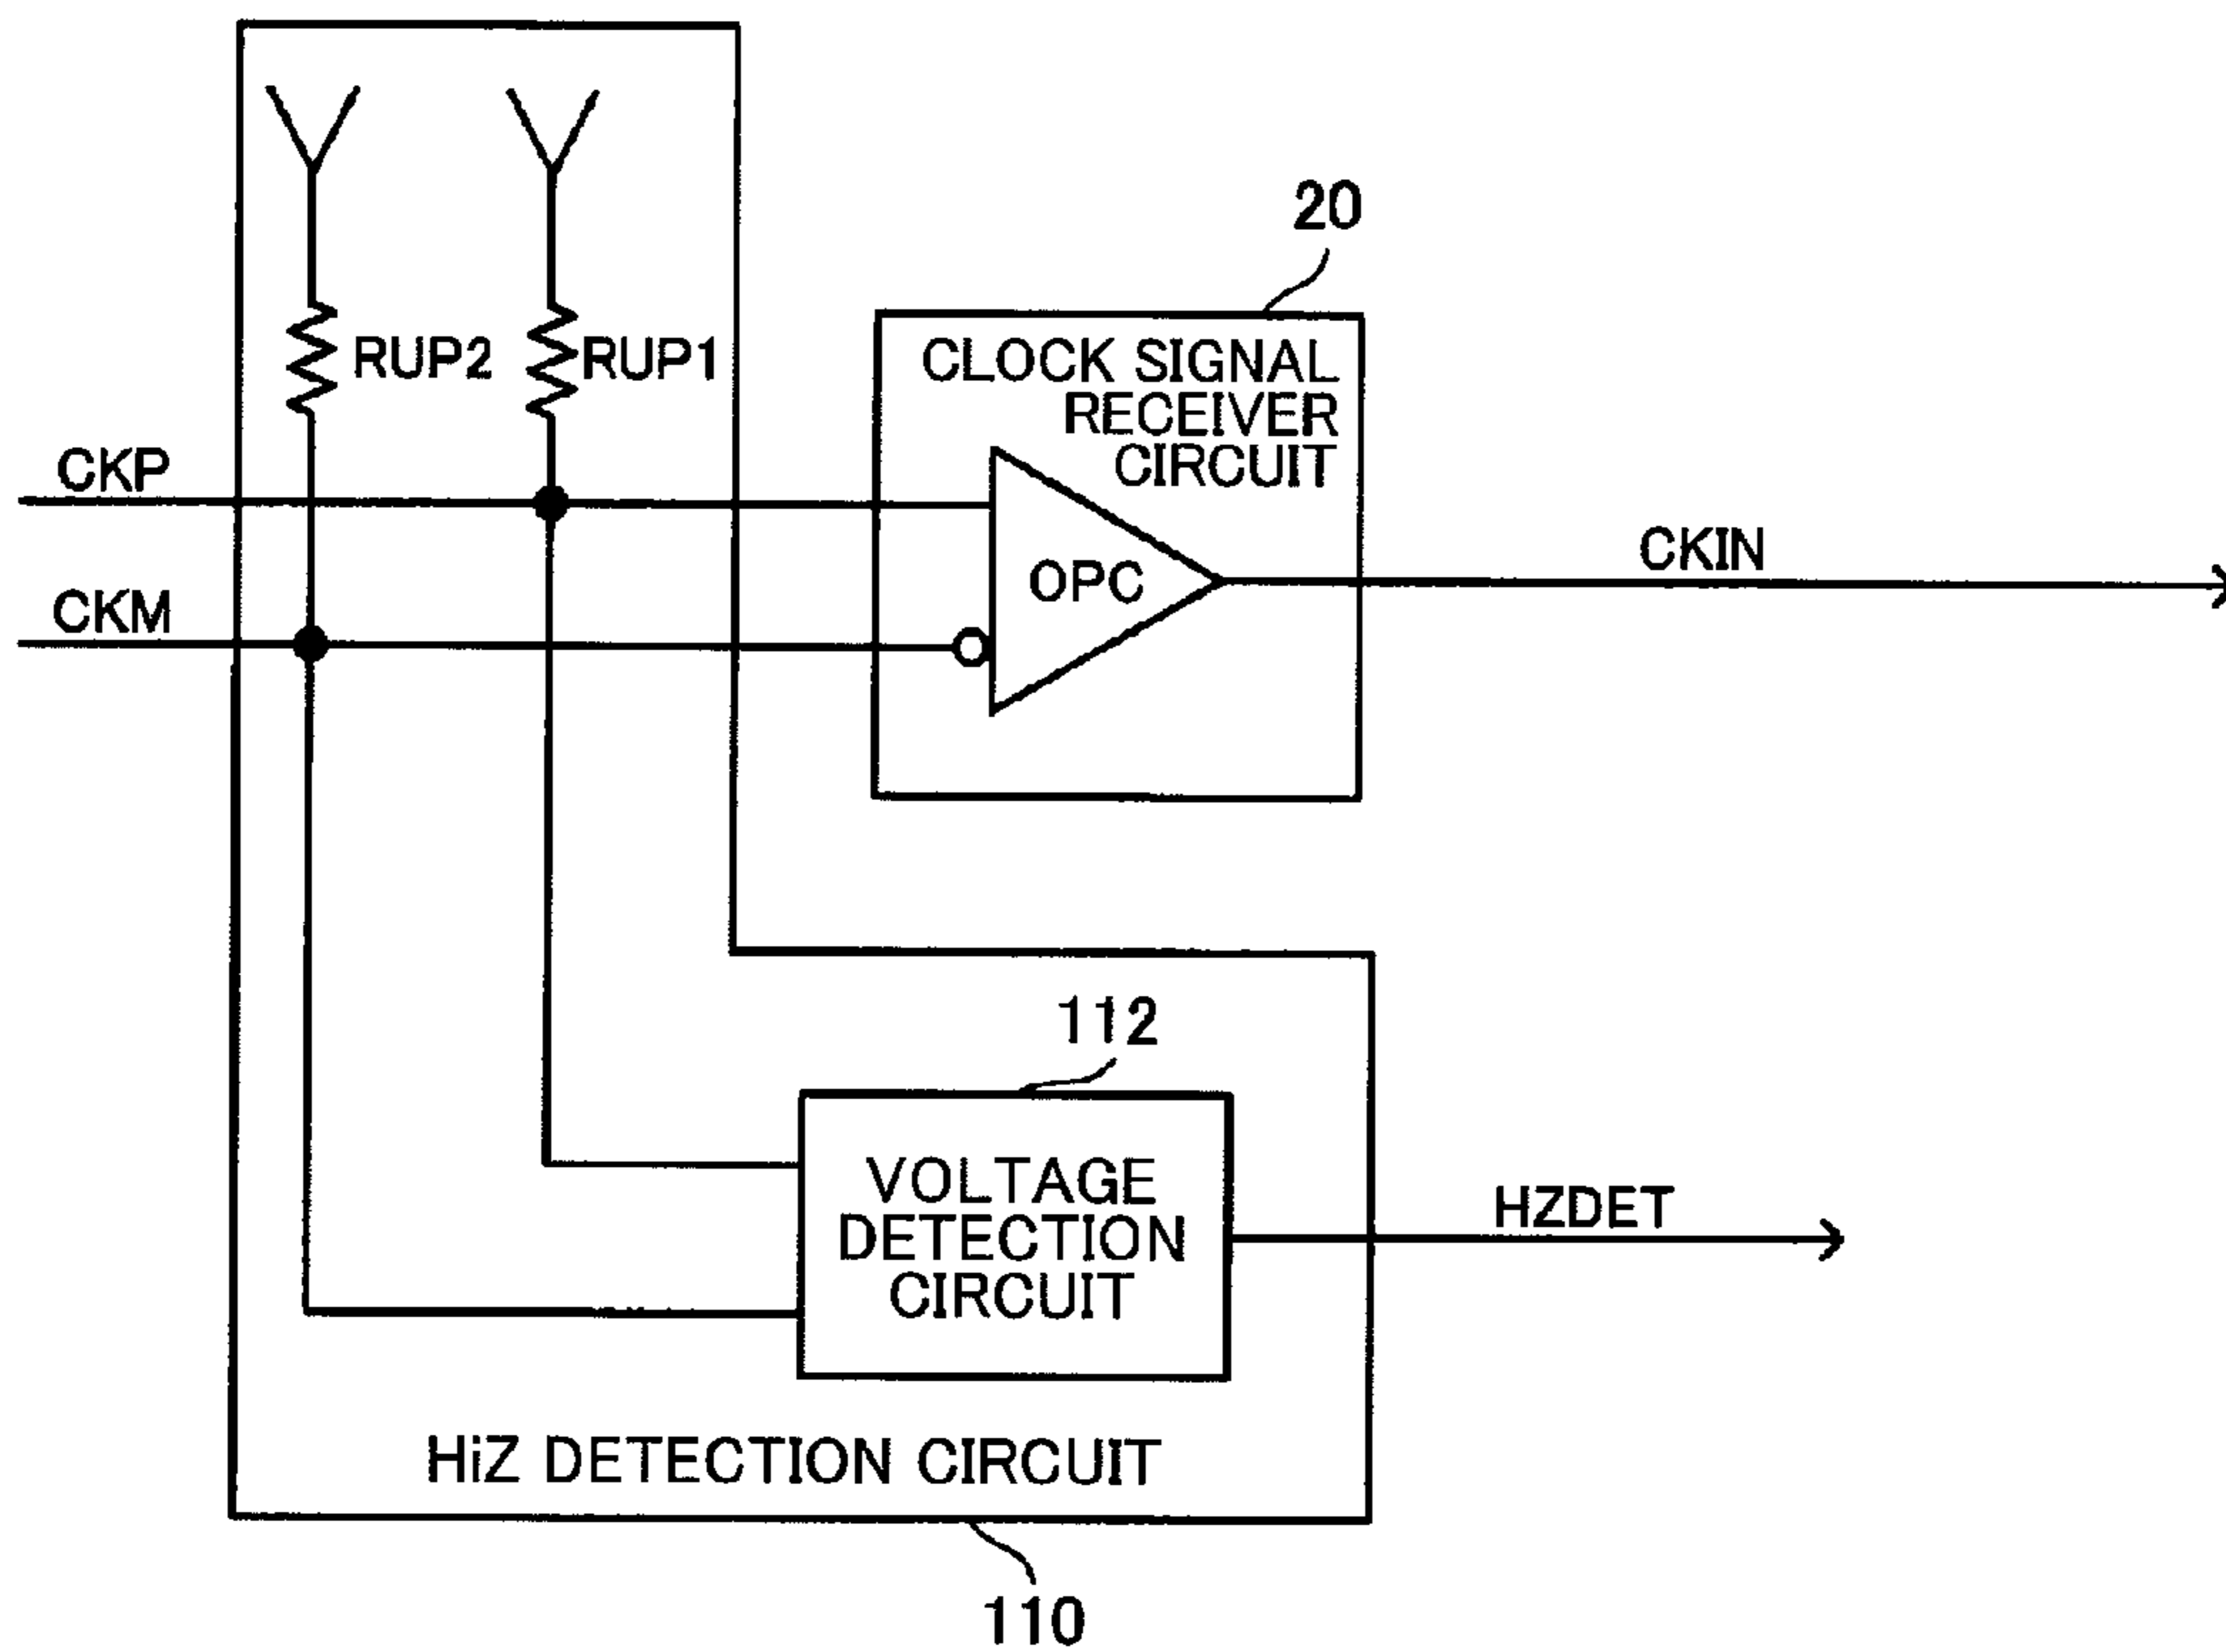 20
RUP2
RUP1
CLOCK SIGNAL
RECEIVER
CIRCUIT
CKP
OPC
CKIN
CKM
112
VOLTAGE
DETECTION
CIRCUIT
HZDET
HiZ DETECTION CIRCUIT
110